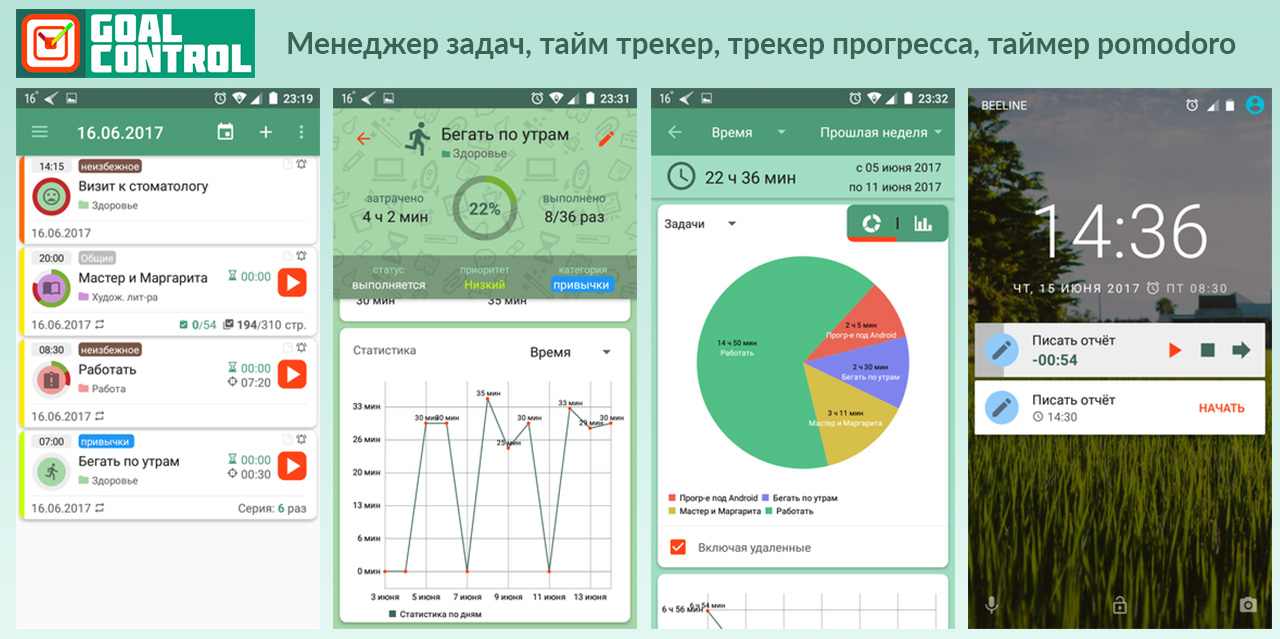 GOAL
CONTROL
Менеджер задач, тайм трекер, трекер прогресса, таймер pomodoro
16° 23:19
16.06.2017
14:15 неизбежное
Визит к стоматологу
Здоровье
16.06.2017
20:00 Общие
Мастер и Маргарита 00:00
Худож. лит-ра
16.06.2017 0/54 194/310 стр.
08:30 неизбежное
Работать 00:00
Работа 07:20
16.06.2017
07:00 привычки
Бегать по утрам 00:00
Здоровье 00:30
16.06.2017 Серия: 6 раз
16° 23:31
Бегать по утрам
Здоровье
затрачено 22% выполнено
4 ч 2 мин 8/36 раз
статус приоритет категория
выполняется Низкий привычки
30 мин 35 мин
Статистика Время
35 мин
33 мин 33 мин
30 мин 30 мин 30 мин 29 мин 30 мин
26 мин 25 мин
20 мин
13 мин
6 мин
0 мин
3 июня 5 июня 7 июня 9 июня 11 июня 13 июня
Статистика по дням
16° 23:32
Время Прошлая неделя
22 ч 36 мин с 05 июня 2017
по 11 июня 2017
Задачи
2 ч 5 мин
Прогр-е под Android
14 ч 50 мин
Работать
2 ч 30 мин
Бегать по утрам
3 ч 11 мин
Мастер и Маргарита
Прогр-е под Android Бегать по утрам
Мастер и Маргарита Работать
Включая удаленные
6 ч 56 мин 6 ч 54 мин
BEELINE
14:36
ЧТ, 15 ИЮНЯ 2017 ПТ 08:30
Писать отчёт
-00:54
Писать отчёт
14:30 НАЧАТЬ